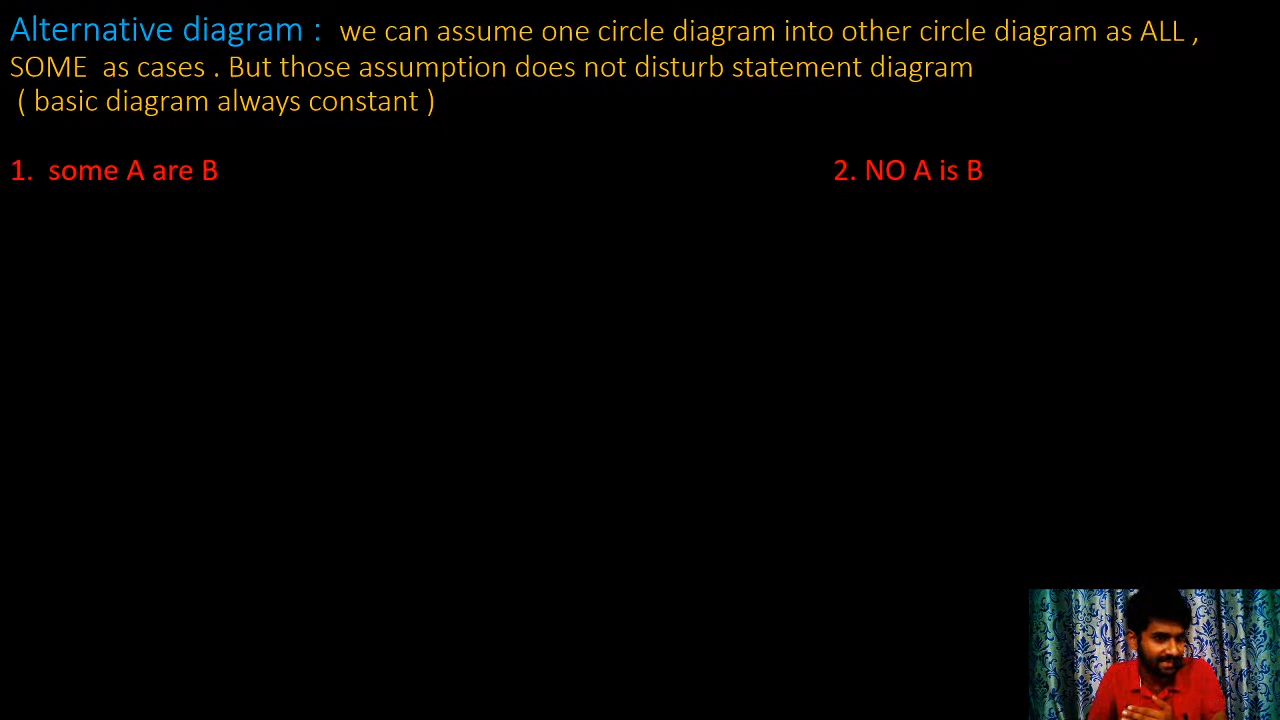 Alternative diagram : we can assume one circle diagram into other circle diagram as ALL ,
SOME as cases . But those assumption does not disturb statement diagram
( basic diagram always constant )
1. some A are B
2. NO A is B